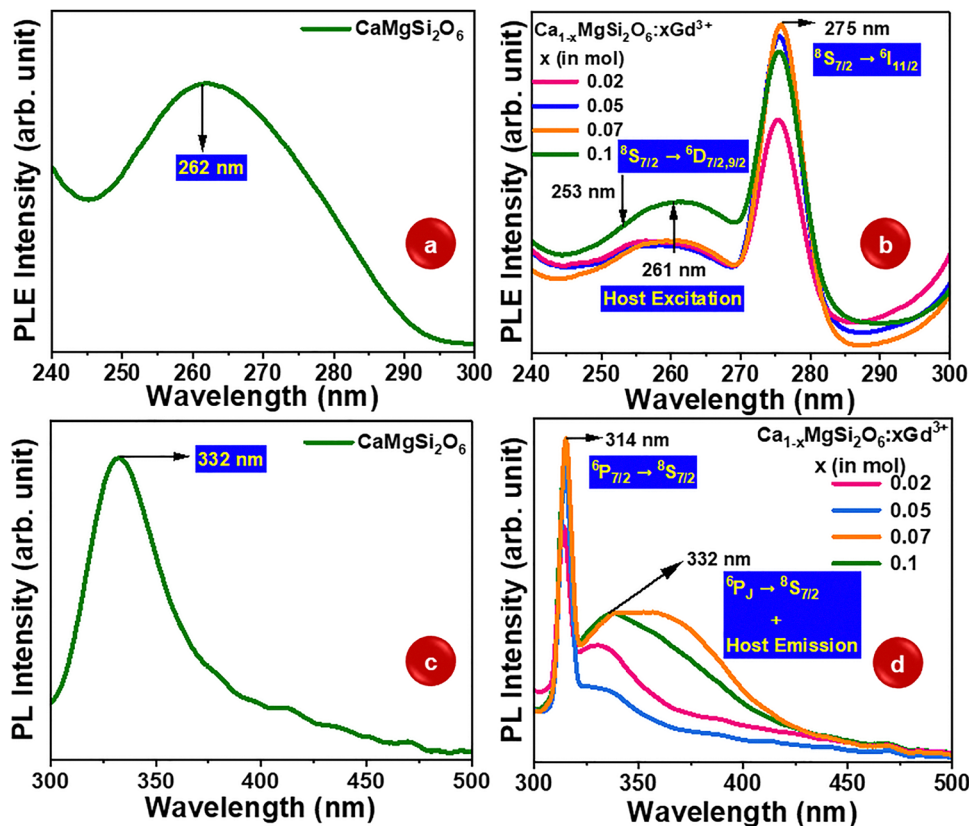 CaMgSi₂O₆
262 nm
a
PLE Intensity (arb. unit)
240 250 260 270 280 290 300
Wavelength (nm)
Ca₁₋ₓMgSi₂O₆:xGd³⁺
x (in mol)
0.02
0.05
0.07
0.1
275 nm
⁸S₇/₂ → ⁶I₁₁/₂
⁸S₇/₂ → ⁶D₇/₂,₉/₂
253 nm
261 nm
Host Excitation
b
PLE Intensity (arb. unit)
240 250 260 270 280 290 300
Wavelength (nm)
CaMgSi₂O₆
332 nm
c
PL Intensity (arb. unit)
300 350 400 450 500
Wavelength (nm)
Ca₁₋ₓMgSi₂O₆:xGd³⁺
x (in mol)
0.02
0.05
0.07
0.1
314 nm
⁶P₇/₂ → ⁸S₇/₂
332 nm
⁶P_J → ⁸S₇/₂
+
Host Emission
d
PL Intensity (arb. unit)
300 350 400 450 500
Wavelength (nm)